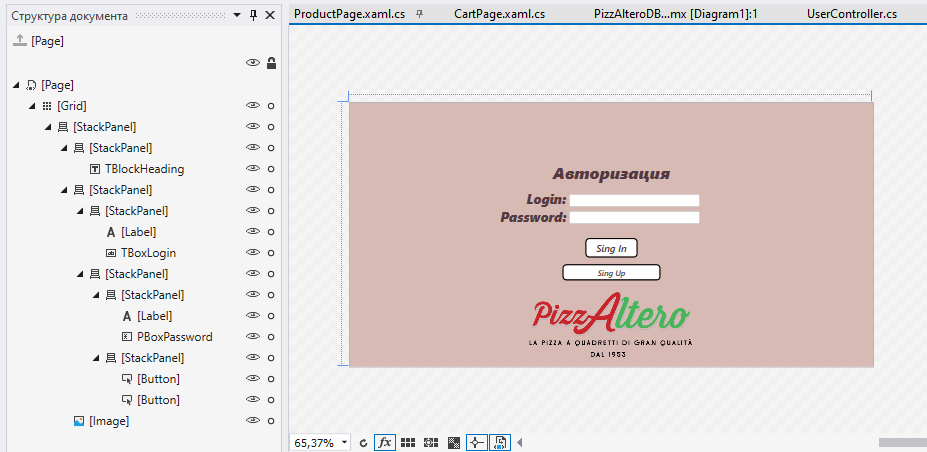 Структура документа
[Page]
[Page]
[Grid]
[StackPanel]
[StackPanel]
TBlockHeading
[StackPanel]
[StackPanel]
[Label]
TBoxLogin
[StackPanel]
[StackPanel]
[Label]
PBoxPassword
[StackPanel]
[Button]
[Button]
[Image]
ProductPage.xaml.cs CartPage.xaml.cs PizzAlteroDB...mx [Diagram1]:1 UserController.cs
Авторизация
Login:
Password:
Sing In
Sing Up
PizzAltero
LA PIZZA A QUADRETTI DI GRAN QUALITÀ
DAL 1953
65,37% fx